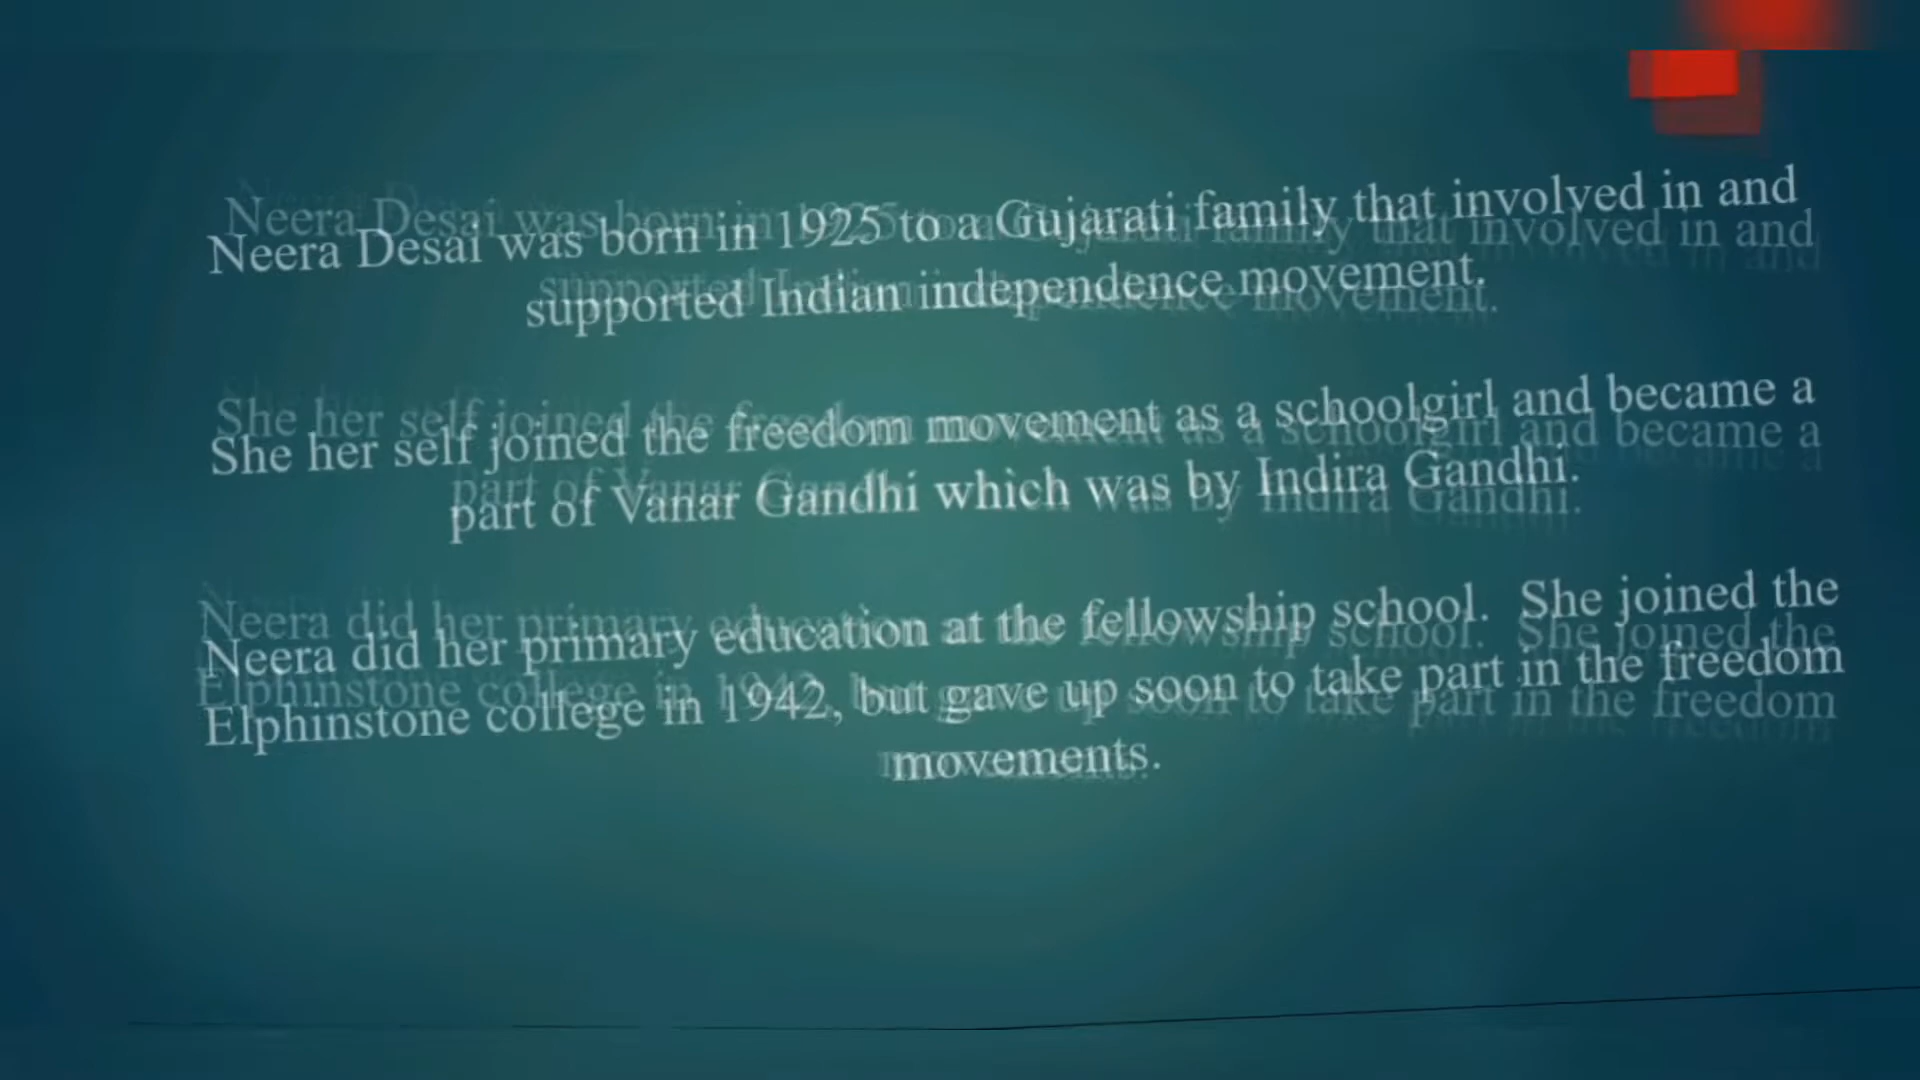 Neera Desai was born in 1925 to a Gujarati family that involved in and
supported Indian independence movement.
She her self joined the freedom movement as a schoolgirl and became a
part of Vanar Gandhi which was by Indira Gandhi.
Neera did her primary education at the fellowship school. She joined the
Elphinstone college in 1942, but gave up soon to take part in the freedom
movements.